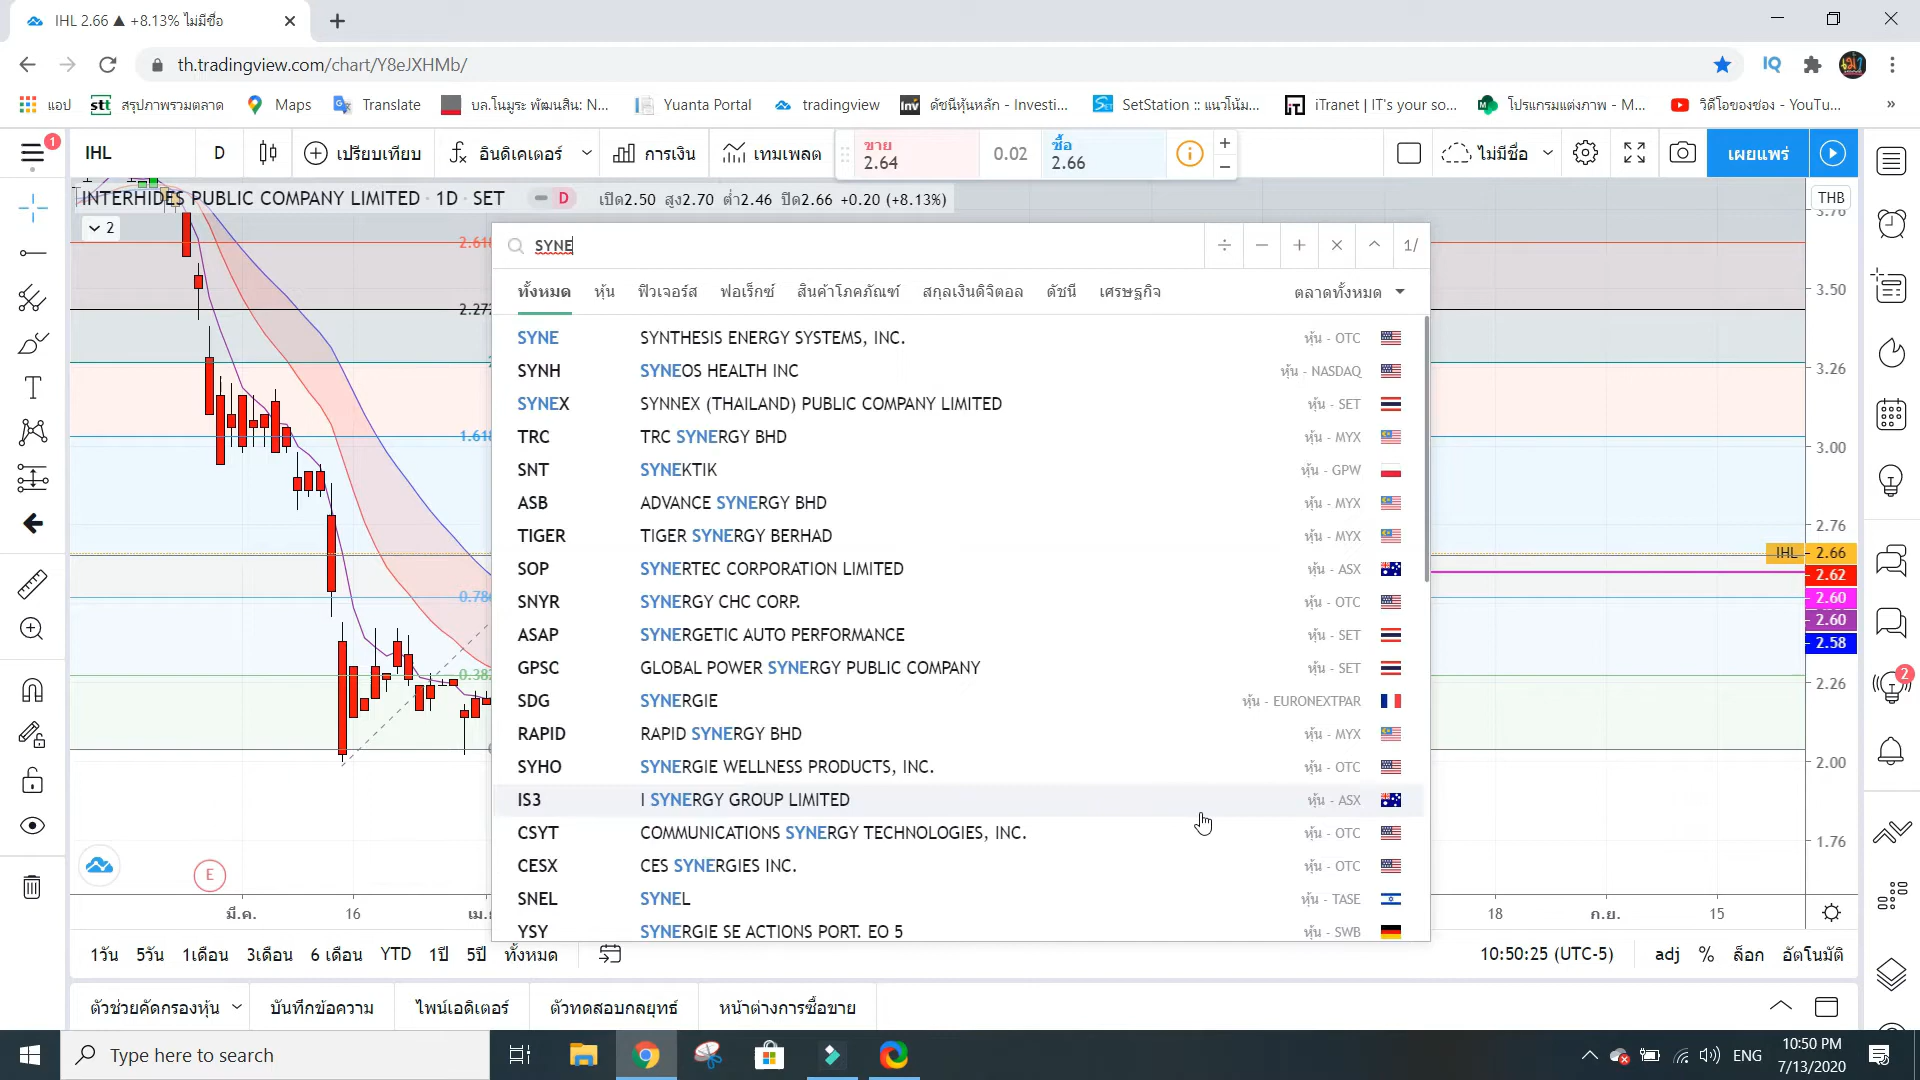 IHL 2.66 ▲ +8.13% ไม่มีชื่อ
th.tradingview.com/chart/Y8eJXHMb/
IQ
แอป
stt สรุปภาพรวมตลาด
Maps
Translate
บล.โนมูระ พัฒนสิน: N...
Yuanta Portal
tradingview
Inv ดัชนีหุ้นหลัก - Investi...
SetStation :: แนวโน้ม...
iTranet | IT's your so...
โปรแกรมแต่งภาพ - M...
วิดีโอของช่อง - YouTu...
»
1
IHL
D
เปรียบเทียบ
อินดิเคเตอร์
การเงิน
เทมเพลต
ขาย
2.64
0.02
ซื้อ
2.66
ไม่มีชื่อ
เผยแพร่
INTERHIDES PUBLIC COMPANY LIMITED · 1D · SET
D
เปิด2.50 สูง2.70 ต่ำ2.46 ปิด2.66 +0.20 (+8.13%)
THB
2
SYNE
1/
ทั้งหมด หุ้น ฟิวเจอร์ส ฟอเร็กซ์ สินค้าโภคภัณฑ์ สกุลเงินดิจิตอล ดัชนี เศรษฐกิจ
ตลาดทั้งหมด
SYNE SYNTHESIS ENERGY SYSTEMS, INC. หุ้น - OTC
SYNH SYNEOS HEALTH INC หุ้น - NASDAQ
SYNEX SYNNEX (THAILAND) PUBLIC COMPANY LIMITED หุ้น - SET
TRC TRC SYNERGY BHD หุ้น - MYX
SNT SYNEKTIK หุ้น - GPW
ASB ADVANCE SYNERGY BHD หุ้น - MYX
TIGER TIGER SYNERGY BERHAD หุ้น - MYX
SOP SYNERTEC CORPORATION LIMITED หุ้น - ASX
SNYR SYNERGY CHC CORP. หุ้น - OTC
ASAP SYNERGETIC AUTO PERFORMANCE หุ้น - SET
GPSC GLOBAL POWER SYNERGY PUBLIC COMPANY หุ้น - SET
SDG SYNERGIE หุ้น - EURONEXTPAR
RAPID RAPID SYNERGY BHD หุ้น - MYX
SYHO SYNERGIE WELLNESS PRODUCTS, INC. หุ้น - OTC
IS3 I SYNERGY GROUP LIMITED หุ้น - ASX
CSYT COMMUNICATIONS SYNERGY TECHNOLOGIES, INC. หุ้น - OTC
CESX CES SYNERGIES INC. หุ้น - OTC
SNEL SYNEL หุ้น - TASE
YSY SYNERGIE SE ACTIONS PORT. EO 5 หุ้น - SWB
3.76
3.50
3.26
3.00
2.76
IHL 2.66
2.62
2.60
2.60
2.58
2.26
2.00
1.76
2
E
มี.ค.
16
18
ก.ย.
15
1วัน 5วัน 1เดือน 3เดือน 6 เดือน YTD 1ปี 5ปี ทั้งหมด
10:50:25 (UTC-5)
adj % ล็อก อัตโนมัติ
ตัวช่วยคัดกรองหุ้น
บันทึกข้อความ
ไพน์เอดิเตอร์
ตัวทดสอบกลยุทธ์
หน้าต่างการซื้อขาย
Type here to search
ENG
10:50 PM
7/13/2020